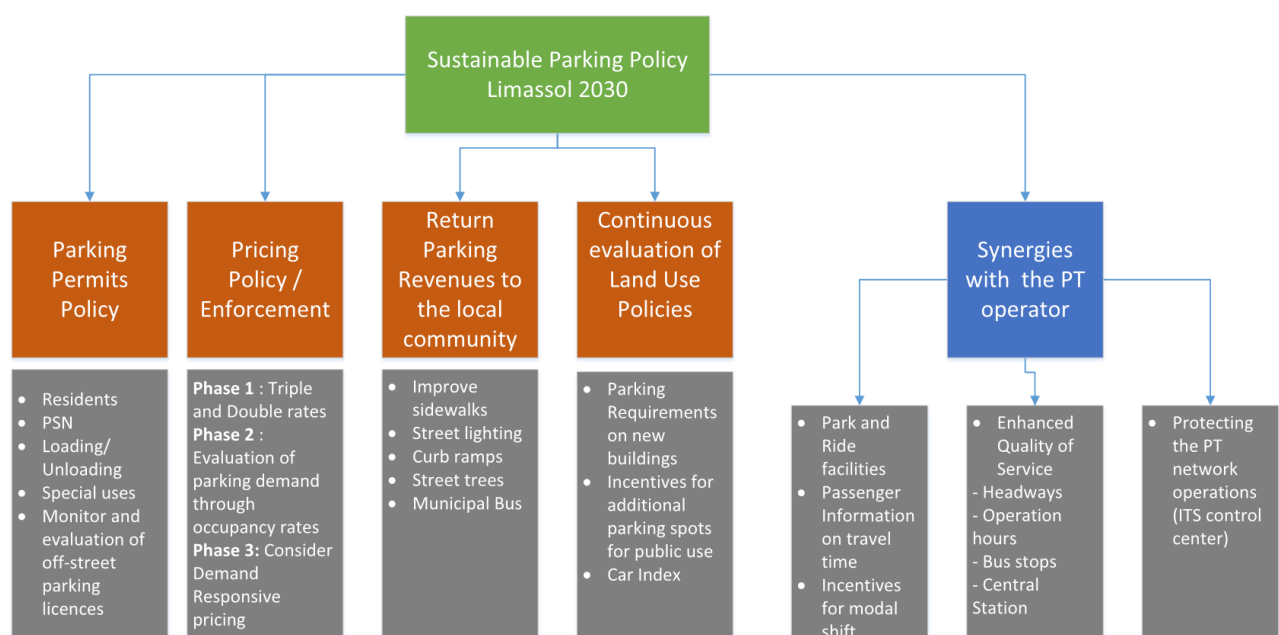 Sustainable Parking Policy
Limassol 2030
Parking
Permits
Policy
Pricing
Policy /
Enforcement
Return
Parking
Revenues to
the local
community
Continuous
evaluation of
Land Use
Policies
Synergies
with the PT
operator
• Residents
• PSN
• Loading/
Unloading
• Special uses
• Monitor and
evaluation of
off-street
parking
licences
Phase 1 : Triple
and Double rates
Phase 2 :
Evaluation of
parking demand
through
occupancy rates
Phase 3: Consider
Demand
Responsive
pricing
• Improve
sidewalks
• Street lighting
• Curb ramps
• Street trees
• Municipal Bus
• Parking
Requirements
on new
buildings
• Incentives for
additional
parking spots
for public use
• Car Index
• Park and
Ride
facilities
• Passenger
Information
on travel
time
• Incentives
for modal
shift
• Enhanced
Quality of
Service
- Headways
- Operation
hours
- Bus stops
- Central
Station
• Protecting
the PT
network
operations
(ITS control
center)